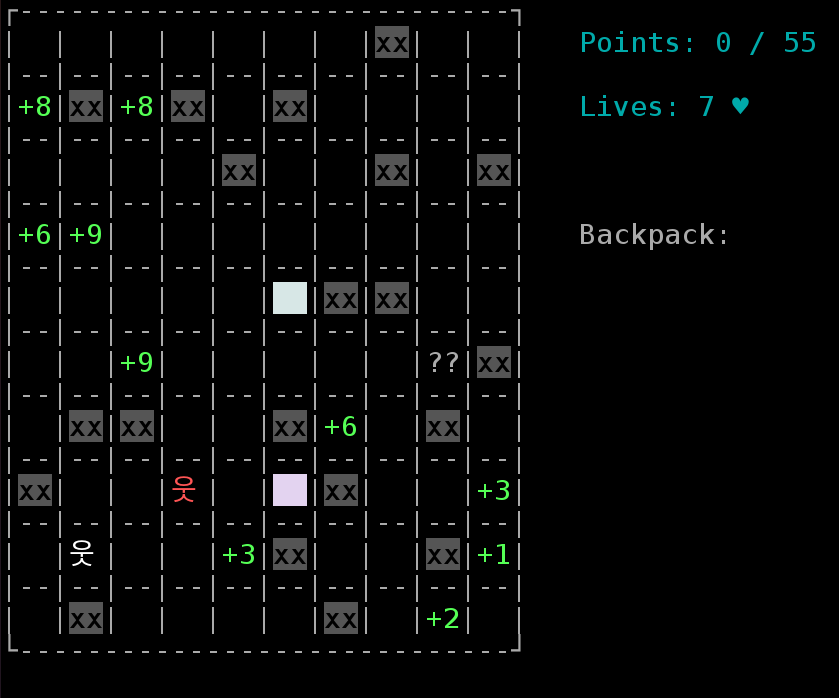 xx Points: 0 / 55
+8 xx +8 xx xx Lives: 7 ♥
xx xx xx
+6 +9 Backpack:
xx xx
+9 ?? xx
xx xx xx +6 xx
xx 웃 xx +3
웃 +3 xx xx +1
xx xx +2